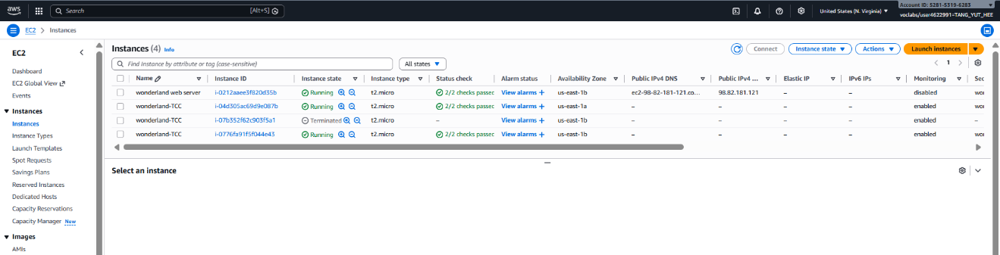 aws
Search [Alt+S]
United States (N. Virginia)
Account ID: 5281-5319-6283
voclabs/user4622991=TANG_YUT_HEE
EC2 > Instances
EC2
Dashboard
EC2 Global View
Events
Instances
Instances
Instance Types
Launch Templates
Spot Requests
Savings Plans
Reserved Instances
Dedicated Hosts
Capacity Reservations
Capacity Manager New
Images
AMIs
Instances (4) Info
Connect Instance state Actions Launch instances
Find Instance by attribute or tag (case-sensitive) All states
1
Name Instance ID Instance state Instance type Status check Alarm status Availability Zone Public IPv4 DNS Public IPv4 ... Elastic IP IPv6 IPs Monitoring Sec
wonderland web server i-0212aaee3f820d35b Running t2.micro 2/2 checks passec View alarms + us-east-1b ec2-98-82-181-121.co... 98.82.181.121 – – disabled wor
wonderland-TCC i-04d305ac69d9e087b Running t2.micro 2/2 checks passec View alarms + us-east-1a – – – – enabled wor
wonderland-TCC i-07b352f62c903f5a1 Terminated t2.micro – View alarms + us-east-1b – – – – enabled –
wonderland-TCC i-0776fa91f5f044e43 Running t2.micro 2/2 checks passec View alarms + us-east-1b – – – – enabled wor
Select an instance